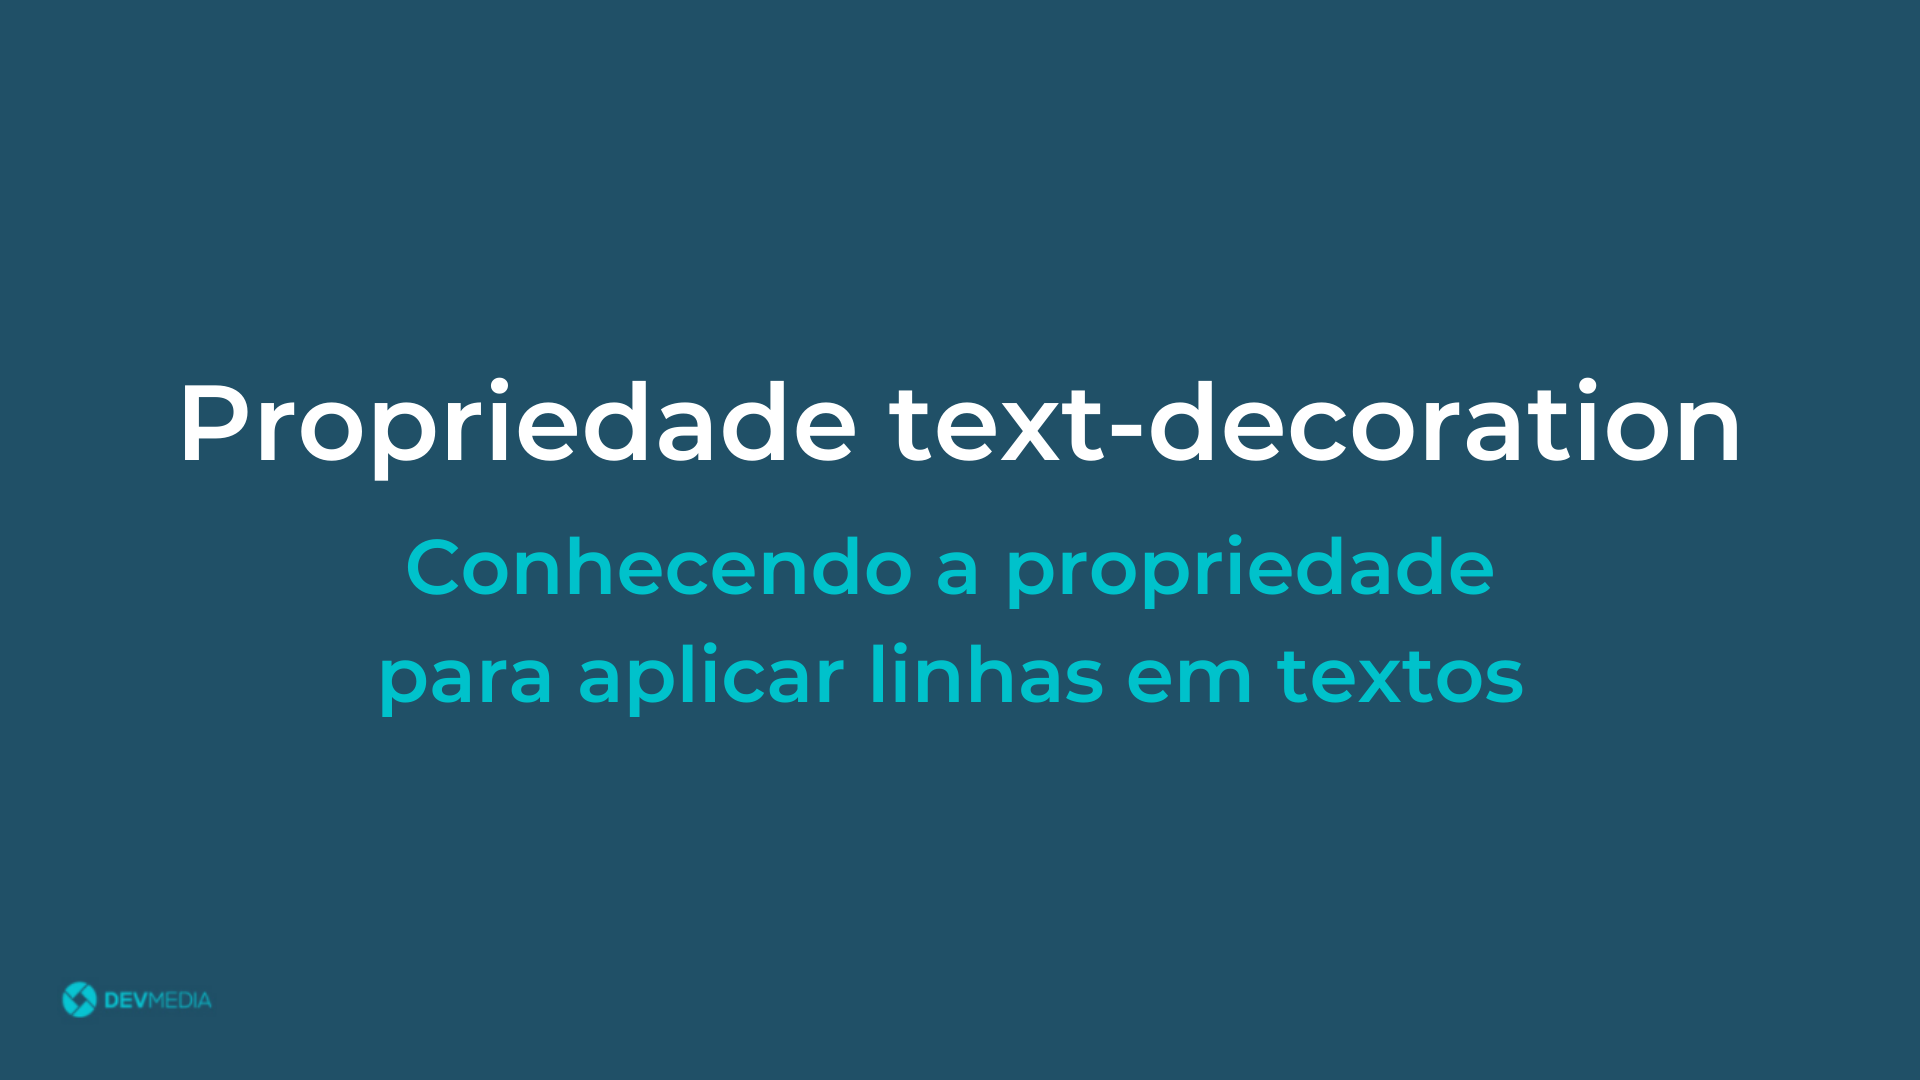 Propriedade text-decoration
Conhecendo a propriedade
para aplicar linhas em textos
DEVMEDIA